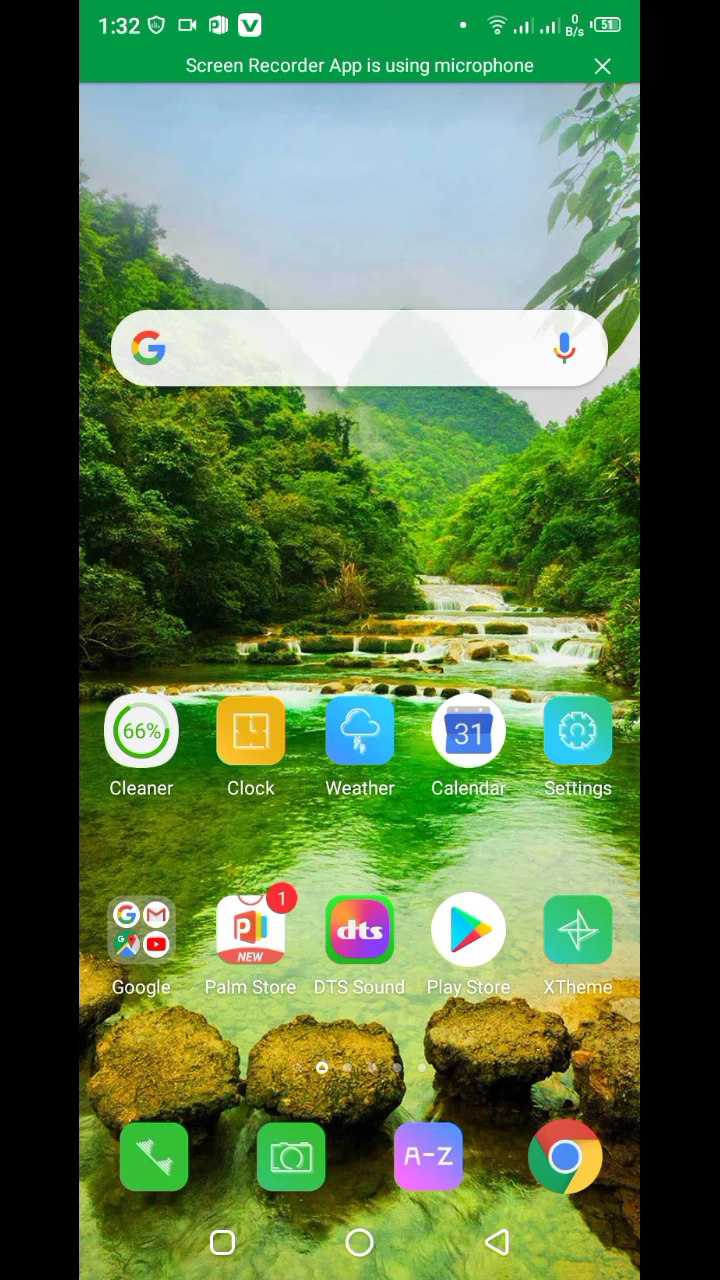 1:32
0
B/s
51
Screen Recorder App is using microphone
66%
31
Cleaner
Clock
Weather
Calendar
Settings
1
P
dts
NEW
Google
Palm Store
DTS Sound
Play Store
XTheme
A-Z